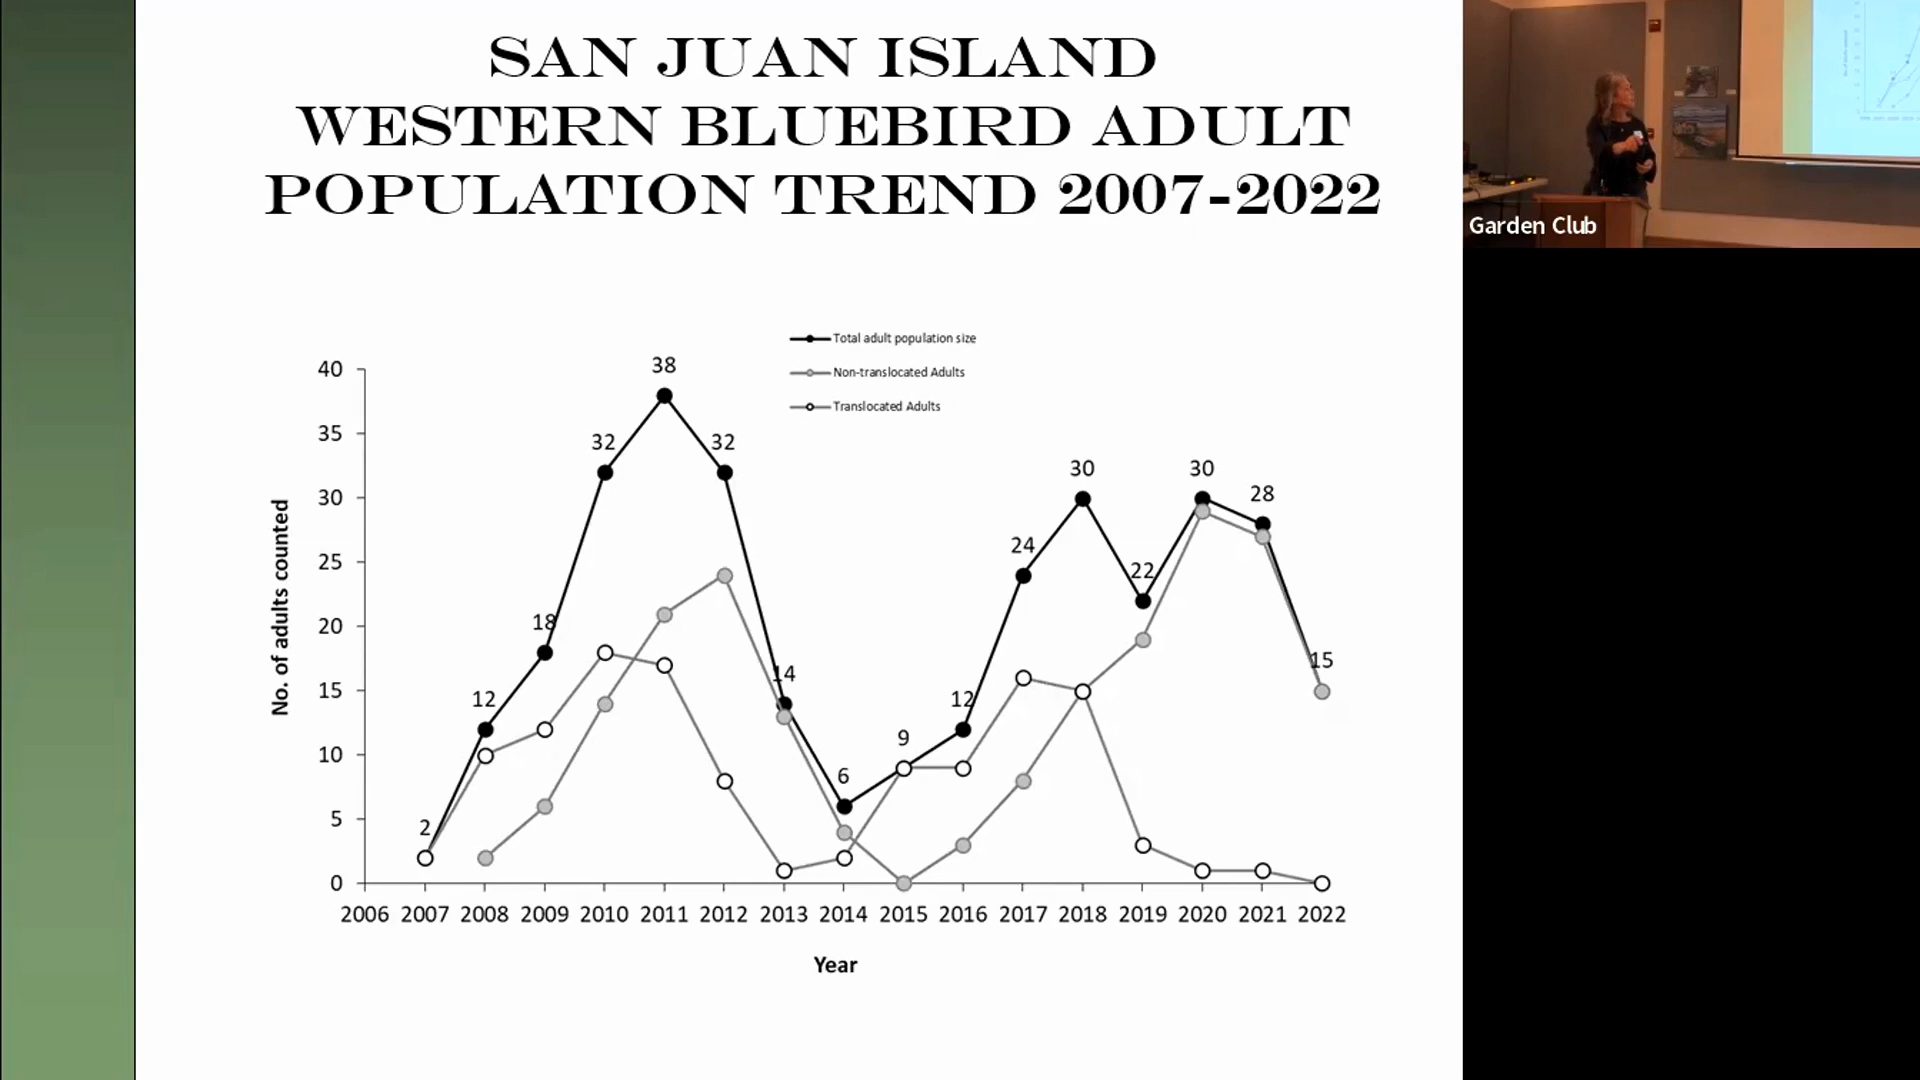 SAN JUAN ISLAND
WESTERN BLUEBIRD ADULT
POPULATION TREND 2007-2022
Garden Club
Total adult population size
Non-translocated Adults
Translocated Adults
No. of adults counted
40
35
30
25
20
15
10
5
0
2
12
18
32
38
32
14
6
9
12
24
30
22
30
28
15
2006 2007 2008 2009 2010 2011 2012 2013 2014 2015 2016 2017 2018 2019 2020 2021 2022
Year